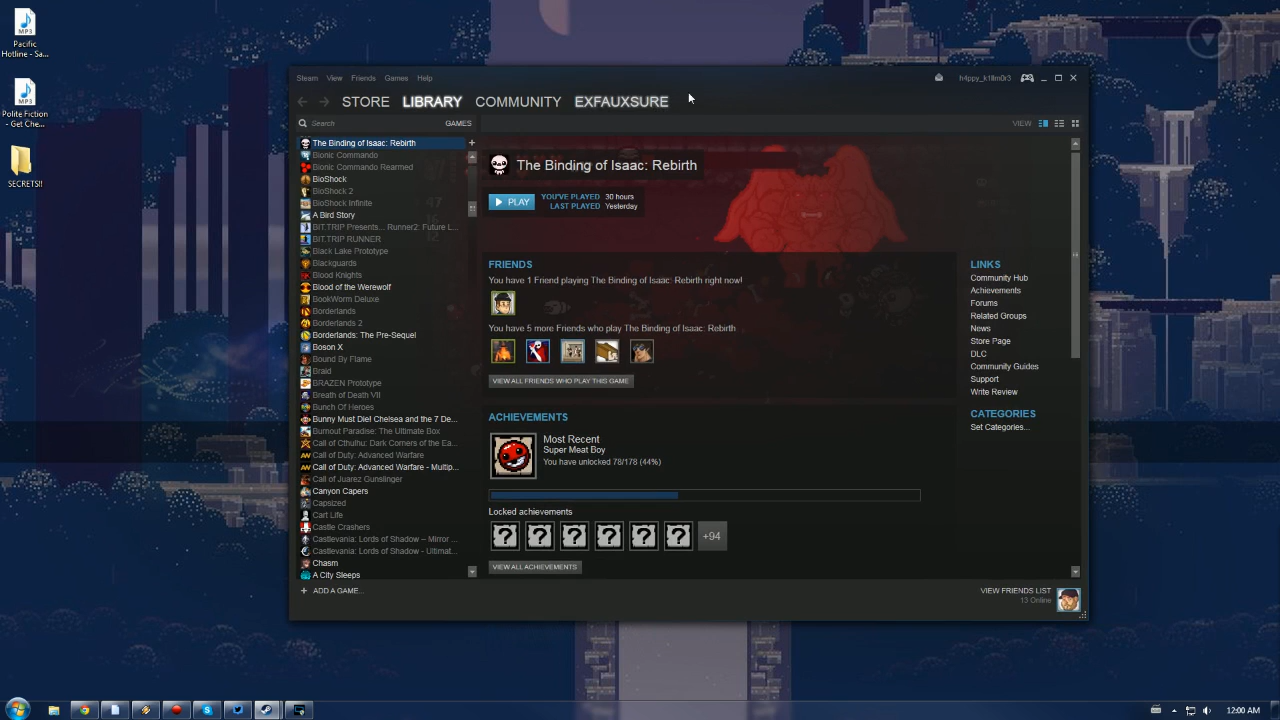 Pacific
Hotline - Sa...
Polite Fiction
- Get Che...
SECRETS!!
Steam View Friends Games Help
h4ppy_k1llm0r3
STORE LIBRARY COMMUNITY EXFAUXSURE
Search GAMES
VIEW
The Binding of Isaac: Rebirth
Bionic Commando
Bionic Commando Rearmed
BioShock
BioShock 2
BioShock Infinite
A Bird Story
BIT.TRIP Presents... Runner2: Future L...
BIT.TRIP RUNNER
Black Lake Prototype
Blackguards
Blood Knights
Blood of the Werewolf
BookWorm Deluxe
Borderlands
Borderlands 2
Borderlands: The Pre-Sequel
Boson X
Bound By Flame
Braid
BRAZEN Prototype
Breath of Death VII
Bunch Of Heroes
Bunny Must Die! Chelsea and the 7 De...
Burnout Paradise: The Ultimate Box
Call of Cthulhu: Dark Corners of the Ea...
Call of Duty: Advanced Warfare
Call of Duty: Advanced Warfare - Multip...
Call of Juarez Gunslinger
Canyon Capers
Capsized
Cart Life
Castle Crashers
Castlevania: Lords of Shadow – Mirror ...
Castlevania: Lords of Shadow - Ultimat...
Chasm
A City Sleeps
+ ADD A GAME...
The Binding of Isaac: Rebirth
PLAY
YOU'VE PLAYED 30 hours
LAST PLAYED Yesterday
FRIENDS
You have 1 Friend playing The Binding of Isaac: Rebirth right now!
You have 5 more Friends who play The Binding of Isaac: Rebirth
VIEW ALL FRIENDS WHO PLAY THIS GAME
ACHIEVEMENTS
Most Recent
Super Meat Boy
You have unlocked 78/178 (44%)
Locked achievements
? ? ? ? ? ? +94
VIEW ALL ACHIEVEMENTS
LINKS
Community Hub
Achievements
Forums
Related Groups
News
Store Page
DLC
Community Guides
Support
Write Review
CATEGORIES
Set Categories...
VIEW FRIENDS LIST
13 Online
12:00 AM